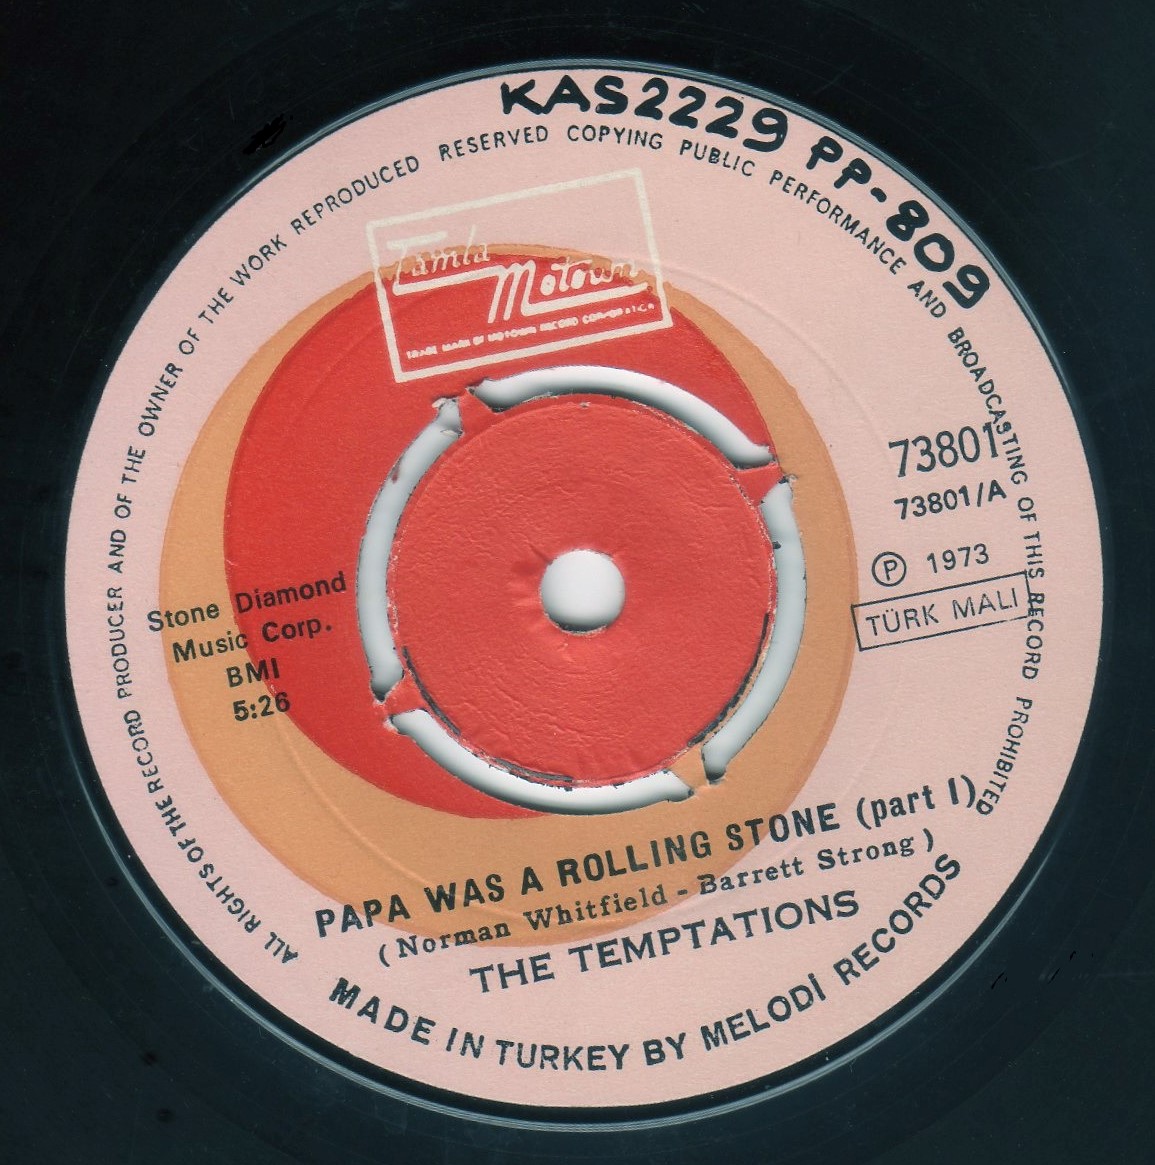 KAS2229 PP-809
ALL RIGHTS OF THE RECORD PRODUCER AND OF THE OWNER OF THE WORK REPRODUCED RESERVED COPYING PUBLIC PERFORMANCE AND BROADCASTING OF THIS RECORD PROHIBITED
Tamla
Motown
TRADE MARK OF MOTOWN RECORD CORPORATION
73801
73801/A
Ⓟ 1973
TÜRK MALI
Stone Diamond
Music Corp.
BMI
5:26
PAPA WAS A ROLLING STONE (part I)
(Norman Whitfield - Barrett Strong)
THE TEMPTATIONS
MADE IN TURKEY BY MELODİ RECORDS